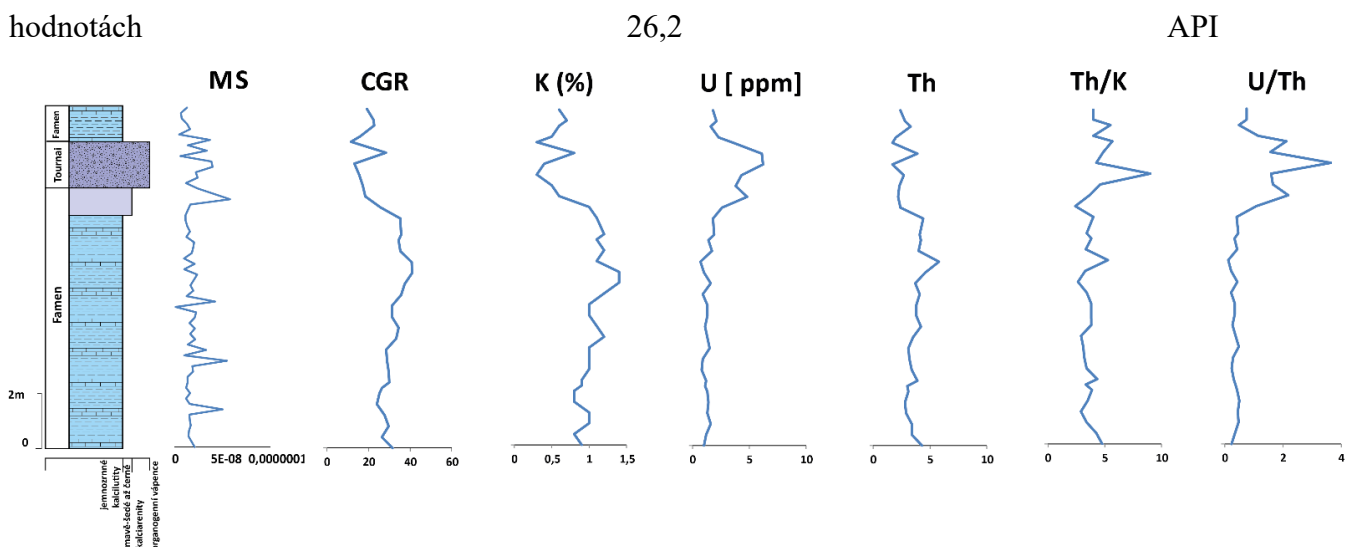 hodnotách 26,2 API
MS CGR K (%) U [ ppm] Th Th/K U/Th
Famen
Tournai
Famen
2m
0
0 5E-08 0,0000001
0 20 40 60
0 0,5 1 1,5
0 5 10
0 5 10
0 5 10
0 2 4
jemnozrnné
kalcilutity
mavě-šedé až černé
kalciarenity
organogenní vápence